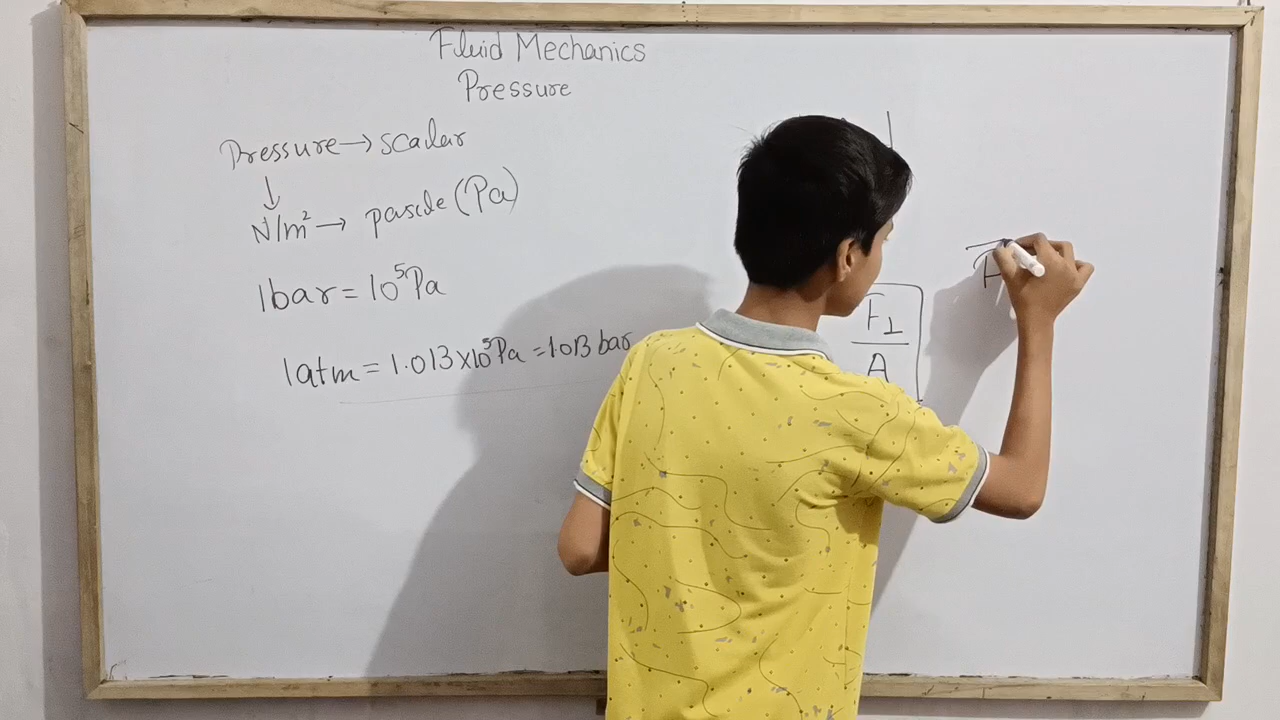 Fluid Mechanics
Pressure
Pressure → scalar
↓
N/m² → pascle (Pa)
1bar = 10⁵Pa
1atm = 1.013×10⁵Pa = 1.013 bar
F⊥
A